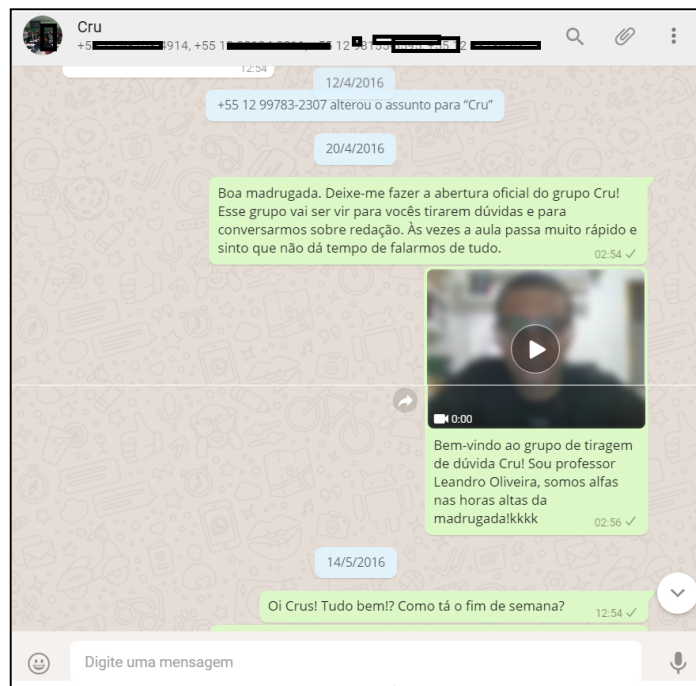 Cru
12:54
12/4/2016
+55 12 99783-2307 alterou o assunto para “Cru”
20/4/2016
Boa madrugada. Deixe-me fazer a abertura oficial do grupo Cru!
Esse grupo vai ser vir para vocês tirarem dúvidas e para
conversarmos sobre redação. Às vezes a aula passa muito rápido e
sinto que não dá tempo de falarmos de tudo.
02:54
0:00
Bem-vindo ao grupo de tiragem
de dúvida Cru! Sou professor
Leandro Oliveira, somos alfas
nas horas altas da
madrugada!kkkk
02:56
14/5/2016
Oi Crus! Tudo bem!? Como tá o fim de semana?
12:54
Digite uma mensagem